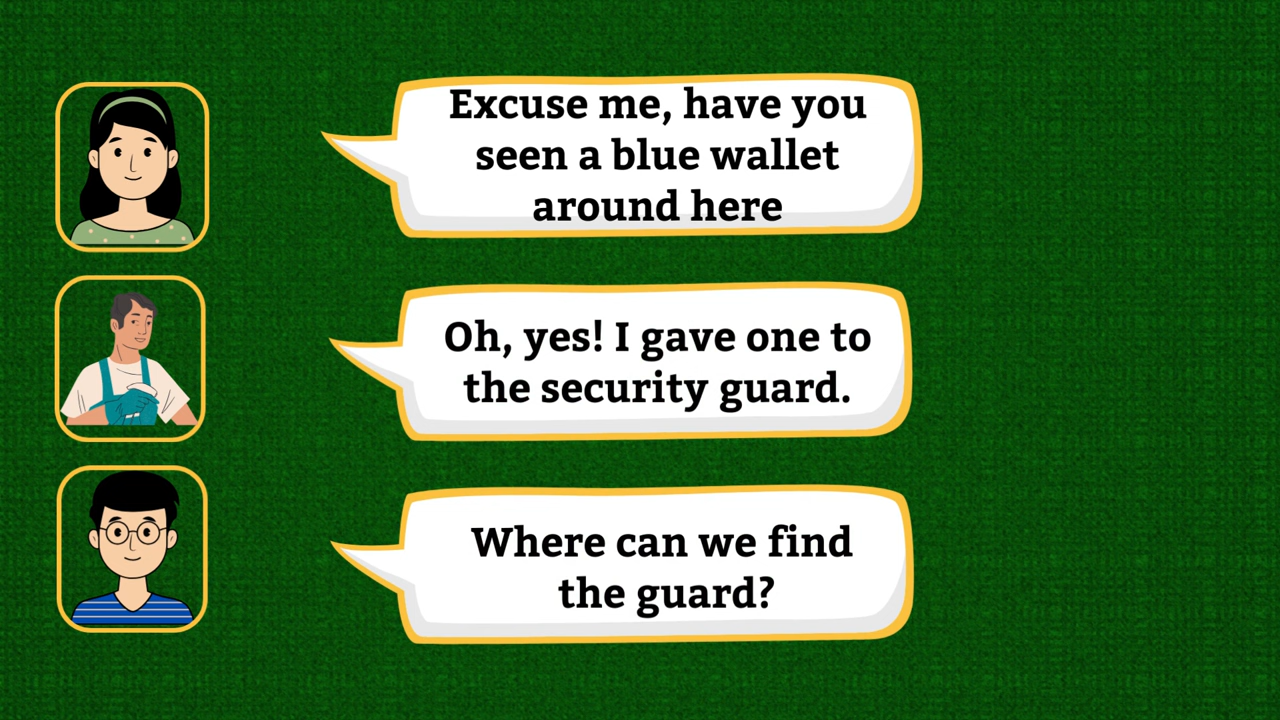 Excuse me, have you
seen a blue wallet
around here
Oh, yes! I gave one to
the security guard.
Where can we find
the guard?